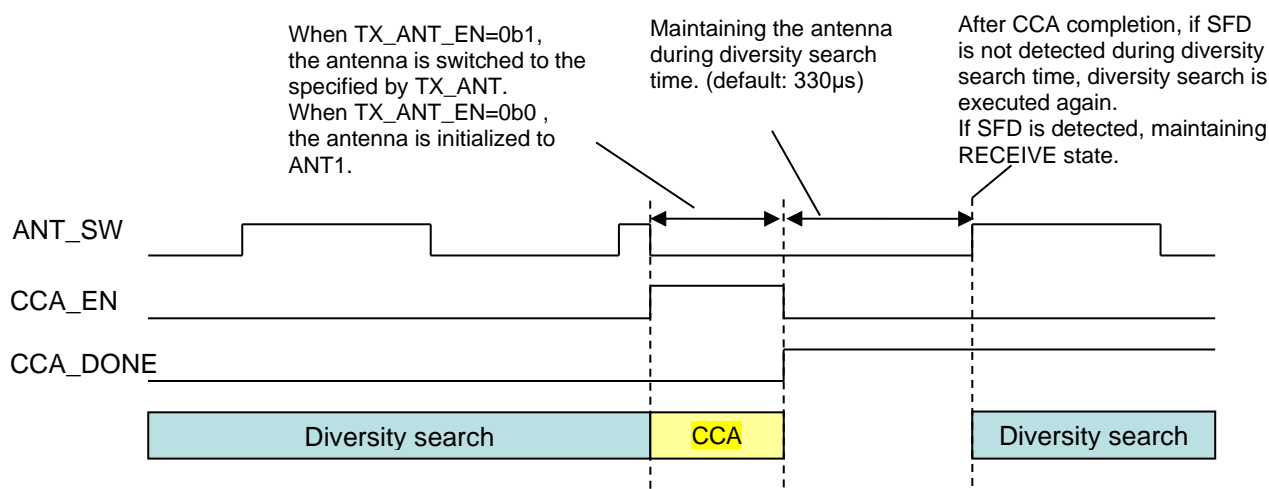 When TX_ANT_EN=0b1,
the antenna is switched to the
specified by TX_ANT.
When TX_ANT_EN=0b0 ,
the antenna is initialized to
ANT1.
Maintaining the antenna
during diversity search
time. (default: 330µs)
After CCA completion, if SFD
is not detected during diversity
search time, diversity search is
executed again.
If SFD is detected, maintaining
RECEIVE state.
ANT_SW
CCA_EN
CCA_DONE
Diversity search
CCA
Diversity search